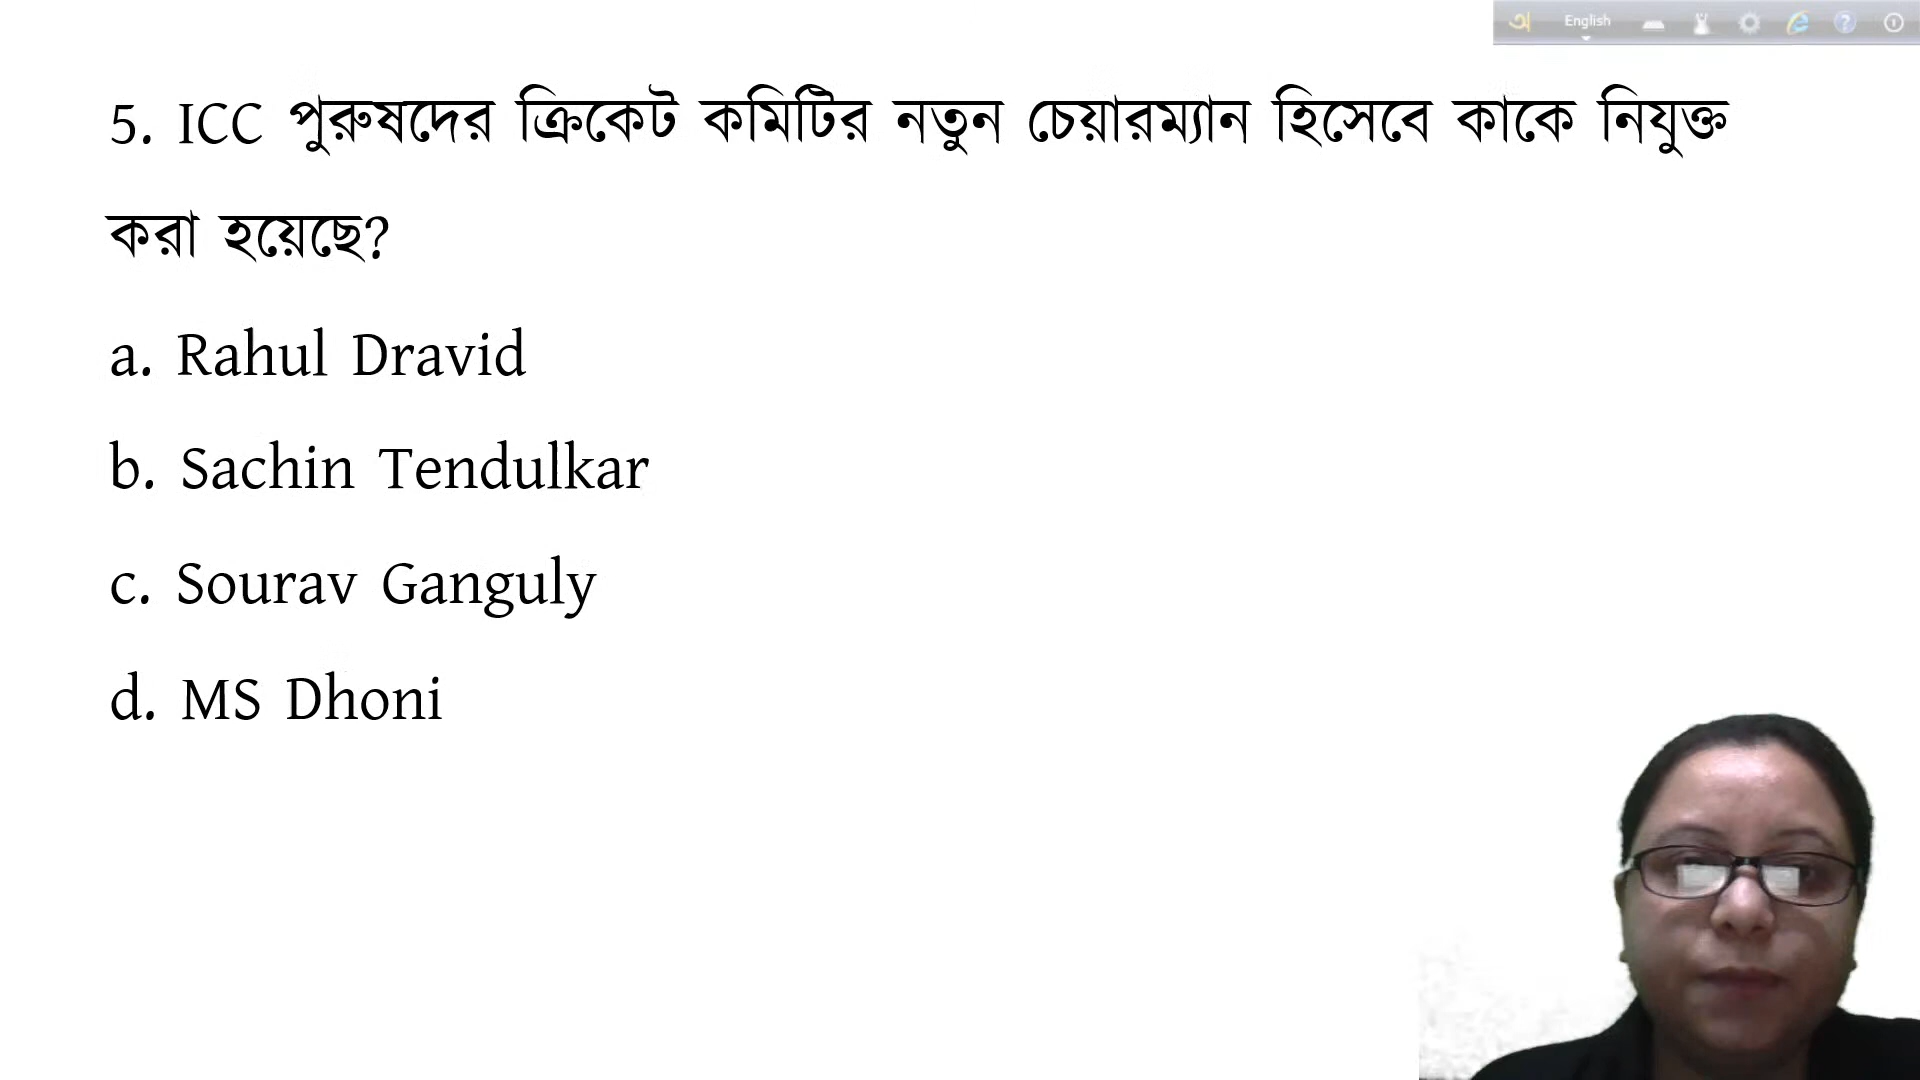 অ English
5. ICC পুরুষদের ক্রিকেট কমিটির নতুন চেয়ারম্যান হিসেবে কাকে নিযুক্ত
করা হয়েছে?
a. Rahul Dravid
b. Sachin Tendulkar
c. Sourav Ganguly
d. MS Dhoni